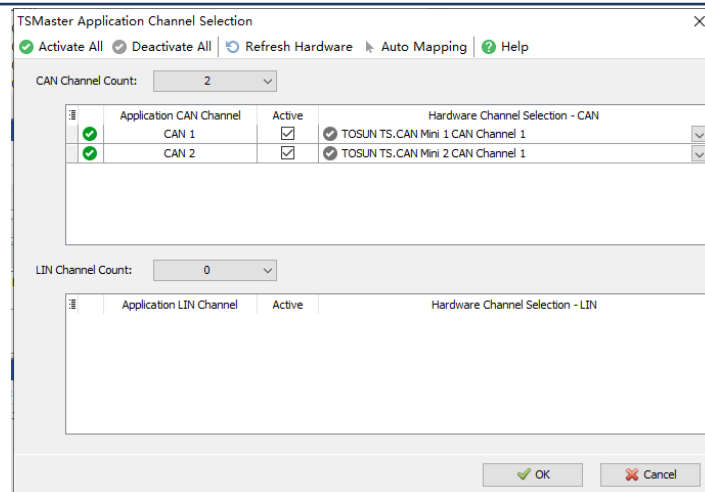 TSMaster Application Channel Selection
Activate All Deactivate All Refresh Hardware Auto Mapping Help
CAN Channel Count: 2
Application CAN Channel Active Hardware Channel Selection - CAN
CAN 1 TOSUN TS.CAN Mini 1 CAN Channel 1
CAN 2 TOSUN TS.CAN Mini 2 CAN Channel 1
LIN Channel Count: 0
Application LIN Channel Active Hardware Channel Selection - LIN
OK Cancel